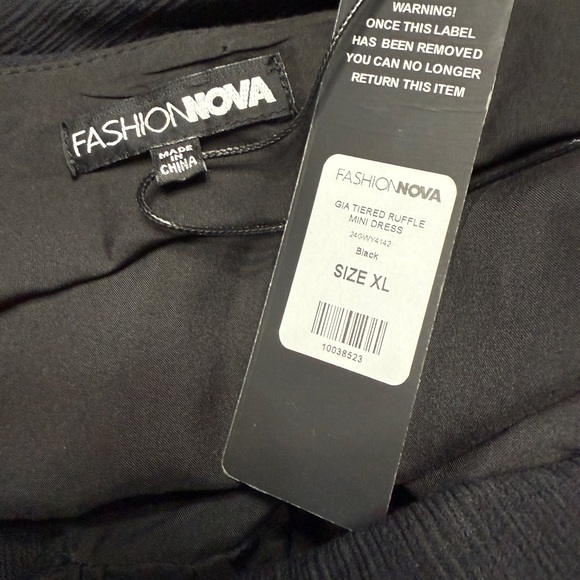 FASHIONNOVA
MADE
IN
CHINA
WARNING!
ONCE THIS LABEL
HAS BEEN REMOVED
YOU CAN NO LONGER
RETURN THIS ITEM
FASHIONNOVA
GIA TIERED RUFFLE
MINI DRESS
24GWY4142
Black
SIZE XL
10038523